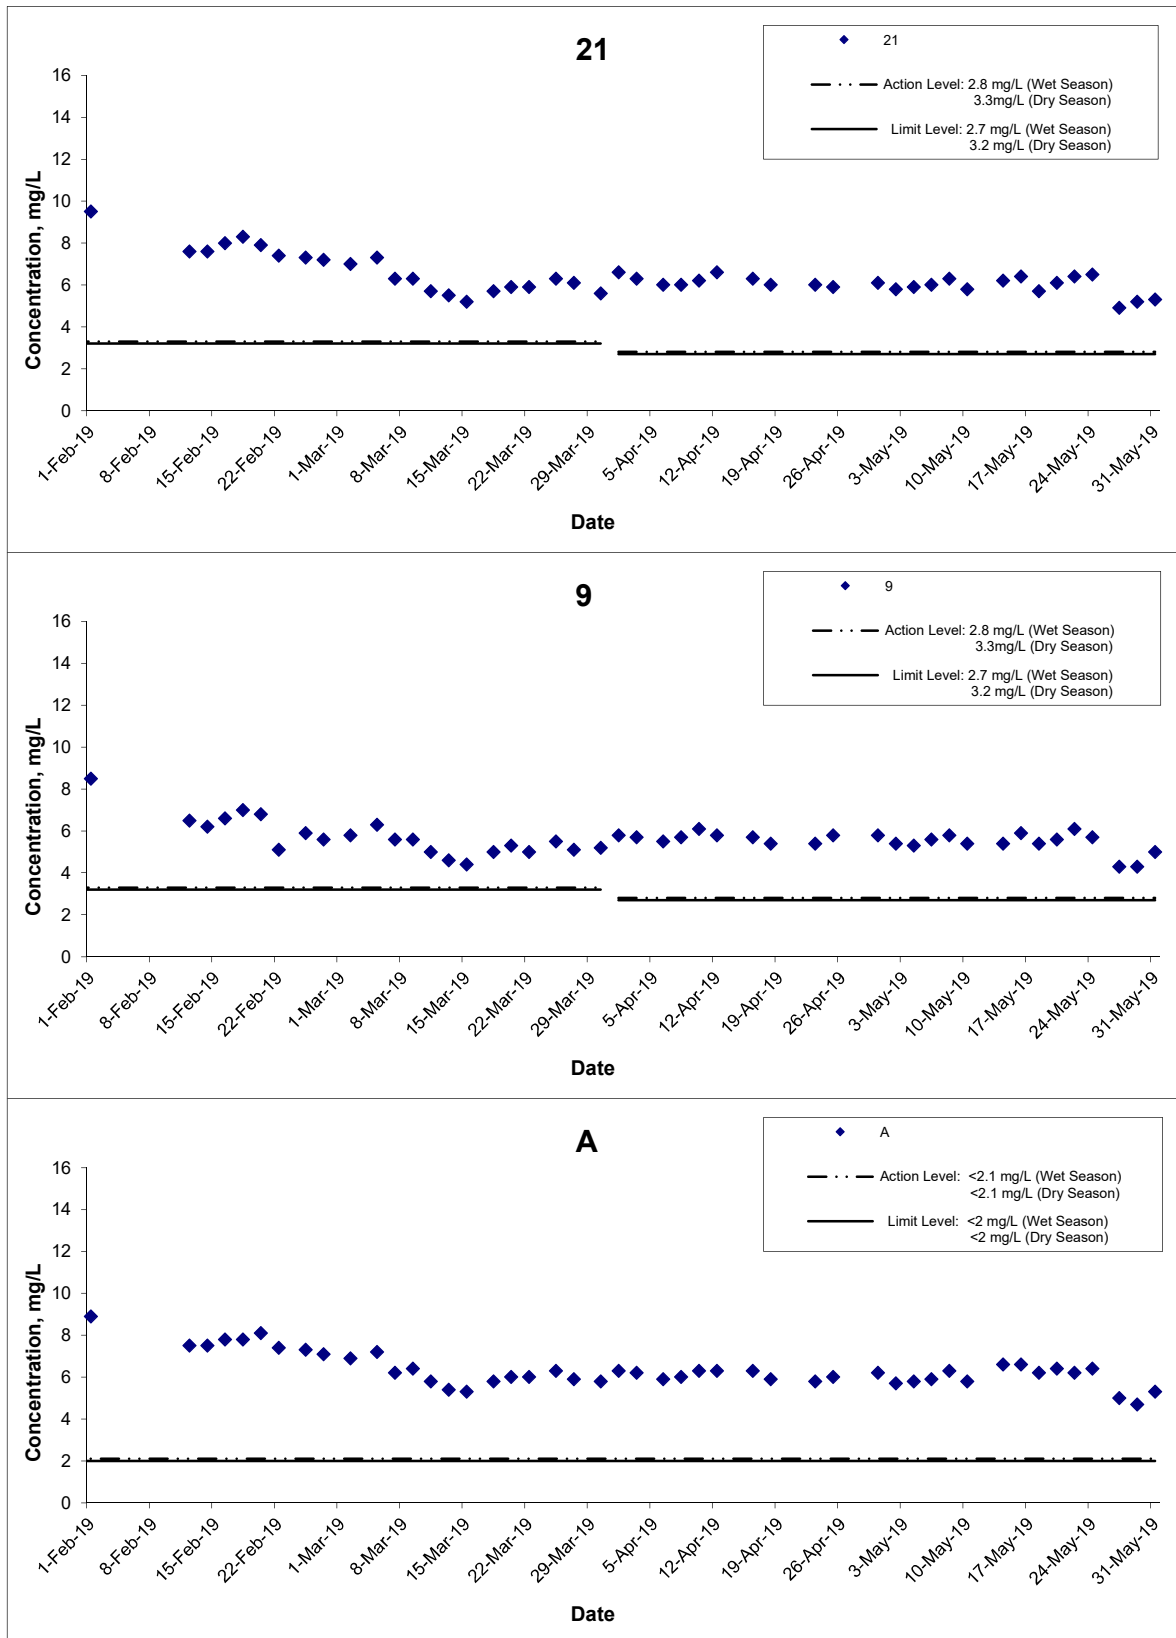 21
21
Action Level: 2.8 mg/L (Wet Season)
3.3mg/L (Dry Season)
Limit Level: 2.7 mg/L (Wet Season)
3.2 mg/L (Dry Season)
Concentration, mg/L
16
14
12
10
8
6
4
2
0
1-Feb-19
8-Feb-19
15-Feb-19
22-Feb-19
1-Mar-19
8-Mar-19
15-Mar-19
22-Mar-19
29-Mar-19
5-Apr-19
12-Apr-19
19-Apr-19
26-Apr-19
3-May-19
10-May-19
17-May-19
24-May-19
31-May-19
Date
9
9
Action Level: 2.8 mg/L (Wet Season)
3.3mg/L (Dry Season)
Limit Level: 2.7 mg/L (Wet Season)
3.2 mg/L (Dry Season)
Concentration, mg/L
16
14
12
10
8
6
4
2
0
1-Feb-19
8-Feb-19
15-Feb-19
22-Feb-19
1-Mar-19
8-Mar-19
15-Mar-19
22-Mar-19
29-Mar-19
5-Apr-19
12-Apr-19
19-Apr-19
26-Apr-19
3-May-19
10-May-19
17-May-19
24-May-19
31-May-19
Date
A
A
Action Level: <2.1 mg/L (Wet Season)
<2.1 mg/L (Dry Season)
Limit Level: <2 mg/L (Wet Season)
<2 mg/L (Dry Season)
Concentration, mg/L
16
14
12
10
8
6
4
2
0
1-Feb-19
8-Feb-19
15-Feb-19
22-Feb-19
1-Mar-19
8-Mar-19
15-Mar-19
22-Mar-19
29-Mar-19
5-Apr-19
12-Apr-19
19-Apr-19
26-Apr-19
3-May-19
10-May-19
17-May-19
24-May-19
31-May-19
Date